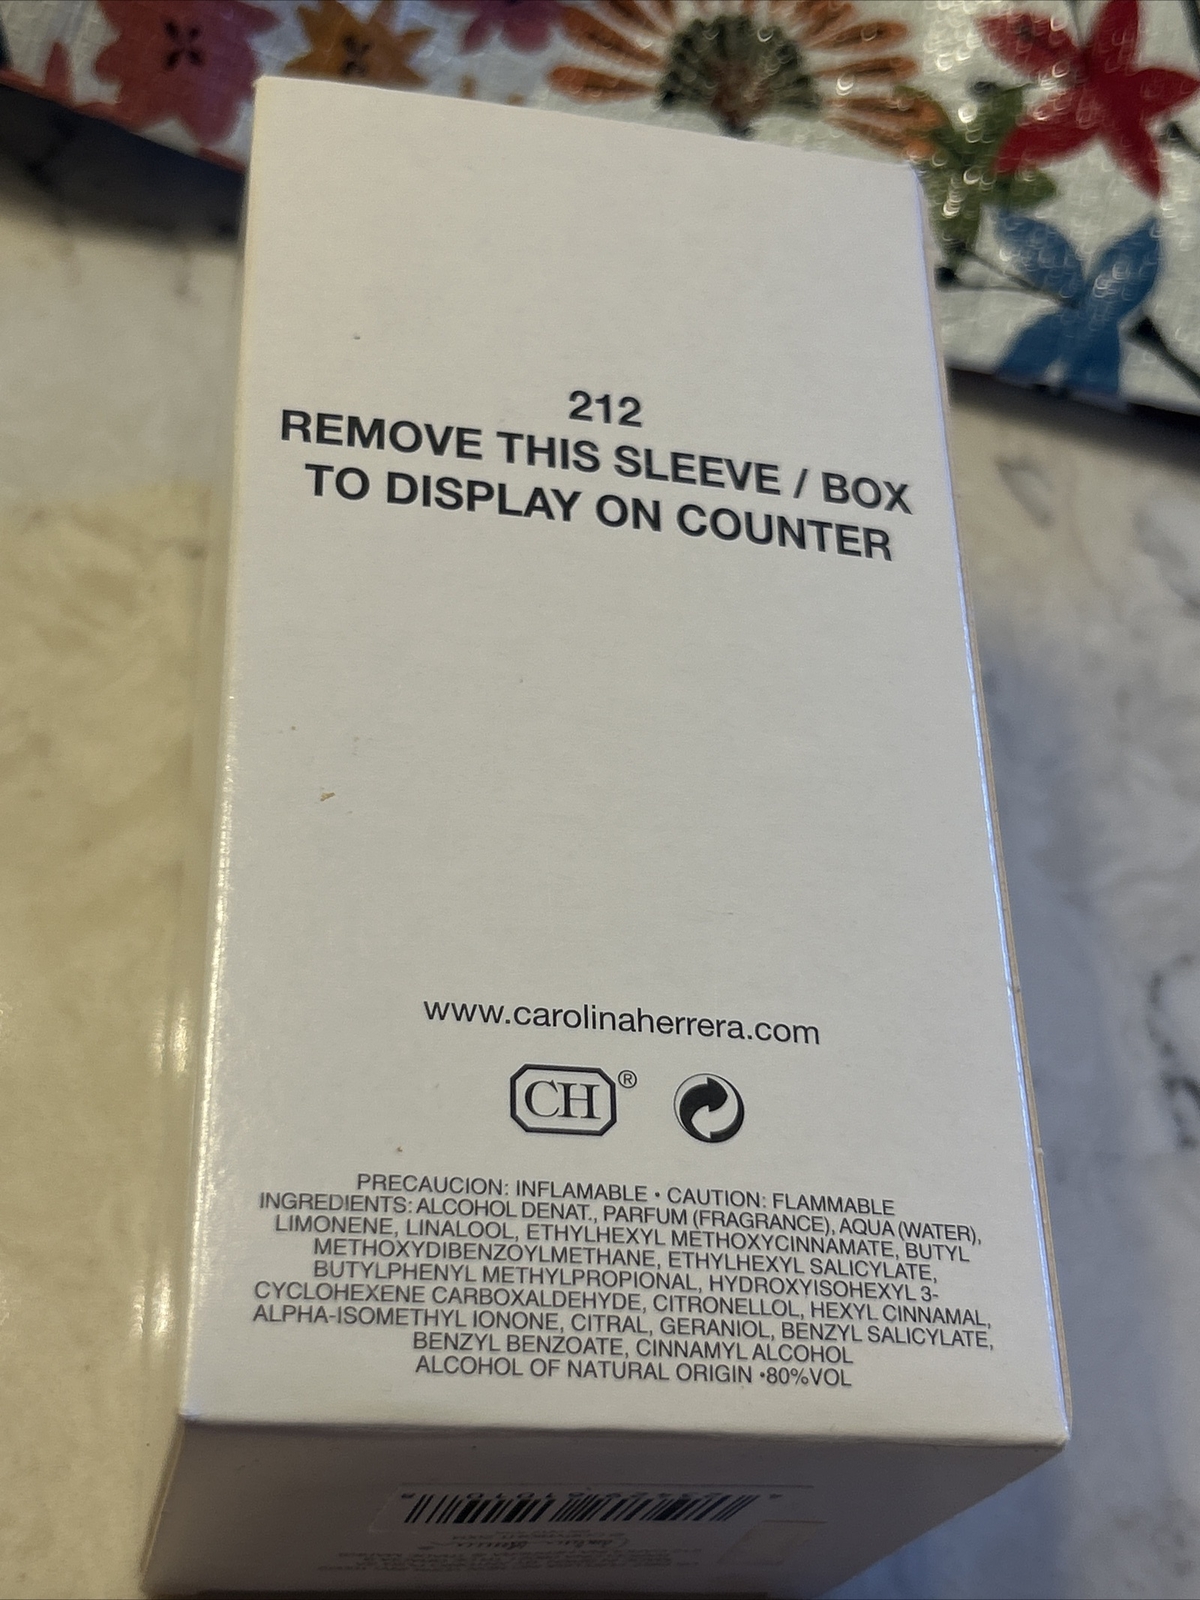 212
REMOVE THIS SLEEVE / BOX
TO DISPLAY ON COUNTER
www.carolinaherrera.com
CH®
PRECAUCION: INFLAMABLE • CAUTION: FLAMMABLE
INGREDIENTS: ALCOHOL DENAT., PARFUM (FRAGRANCE), AQUA (WATER),
LIMONENE, LINALOOL, ETHYLHEXYL METHOXYCINNAMATE, BUTYL
METHOXYDIBENZOYLMETHANE, ETHYLHEXYL SALICYLATE,
BUTYLPHENYL METHYLPROPIONAL, HYDROXYISOHEXYL 3-
CYCLOHEXENE CARBOXALDEHYDE, CITRONELLOL, HEXYL CINNAMAL,
ALPHA-ISOMETHYL IONONE, CITRAL, GERANIOL, BENZYL SALICYLATE,
BENZYL BENZOATE, CINNAMYL ALCOHOL
ALCOHOL OF NATURAL ORIGIN •80%VOL